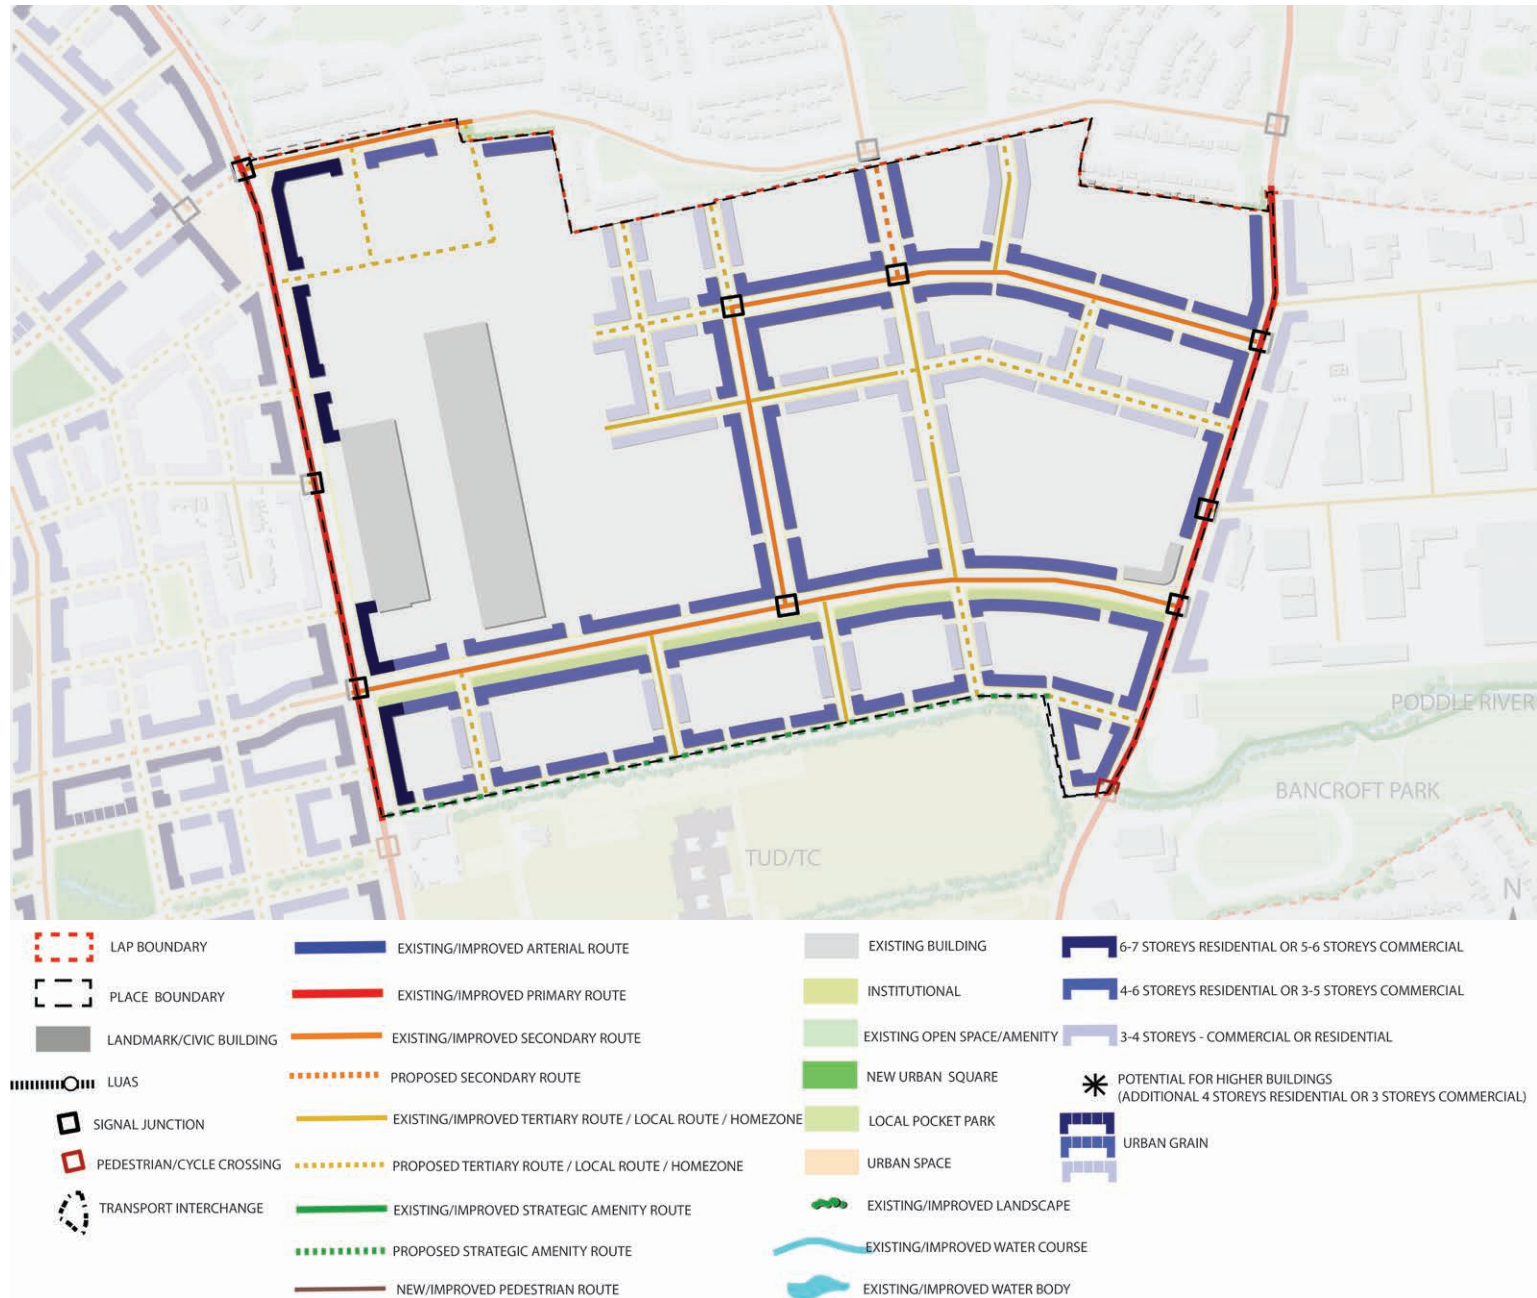 PODDLE RIVER
BANCROFT PARK
TUD/TC
N
LAP BOUNDARY
PLACE BOUNDARY
LANDMARK/CIVIC BUILDING
LUAS
SIGNAL JUNCTION
PEDESTRIAN/CYCLE CROSSING
TRANSPORT INTERCHANGE
EXISTING/IMPROVED ARTERIAL ROUTE
EXISTING/IMPROVED PRIMARY ROUTE
EXISTING/IMPROVED SECONDARY ROUTE
PROPOSED SECONDARY ROUTE
EXISTING/IMPROVED TERTIARY ROUTE / LOCAL ROUTE / HOMEZONE
PROPOSED TERTIARY ROUTE / LOCAL ROUTE / HOMEZONE
EXISTING/IMPROVED STRATEGIC AMENITY ROUTE
PROPOSED STRATEGIC AMENITY ROUTE
NEW/IMPROVED PEDESTRIAN ROUTE
EXISTING BUILDING
INSTITUTIONAL
EXISTING OPEN SPACE/AMENITY
NEW URBAN SQUARE
LOCAL POCKET PARK
URBAN SPACE
EXISTING/IMPROVED LANDSCAPE
EXISTING/IMPROVED WATER COURSE
EXISTING/IMPROVED WATER BODY
6-7 STOREYS RESIDENTIAL OR 5-6 STOREYS COMMERCIAL
4-6 STOREYS RESIDENTIAL OR 3-5 STOREYS COMMERCIAL
3-4 STOREYS - COMMERCIAL OR RESIDENTIAL
POTENTIAL FOR HIGHER BUILDINGS
(ADDITIONAL 4 STOREYS RESIDENTIAL OR 3 STOREYS COMMERCIAL)
URBAN GRAIN